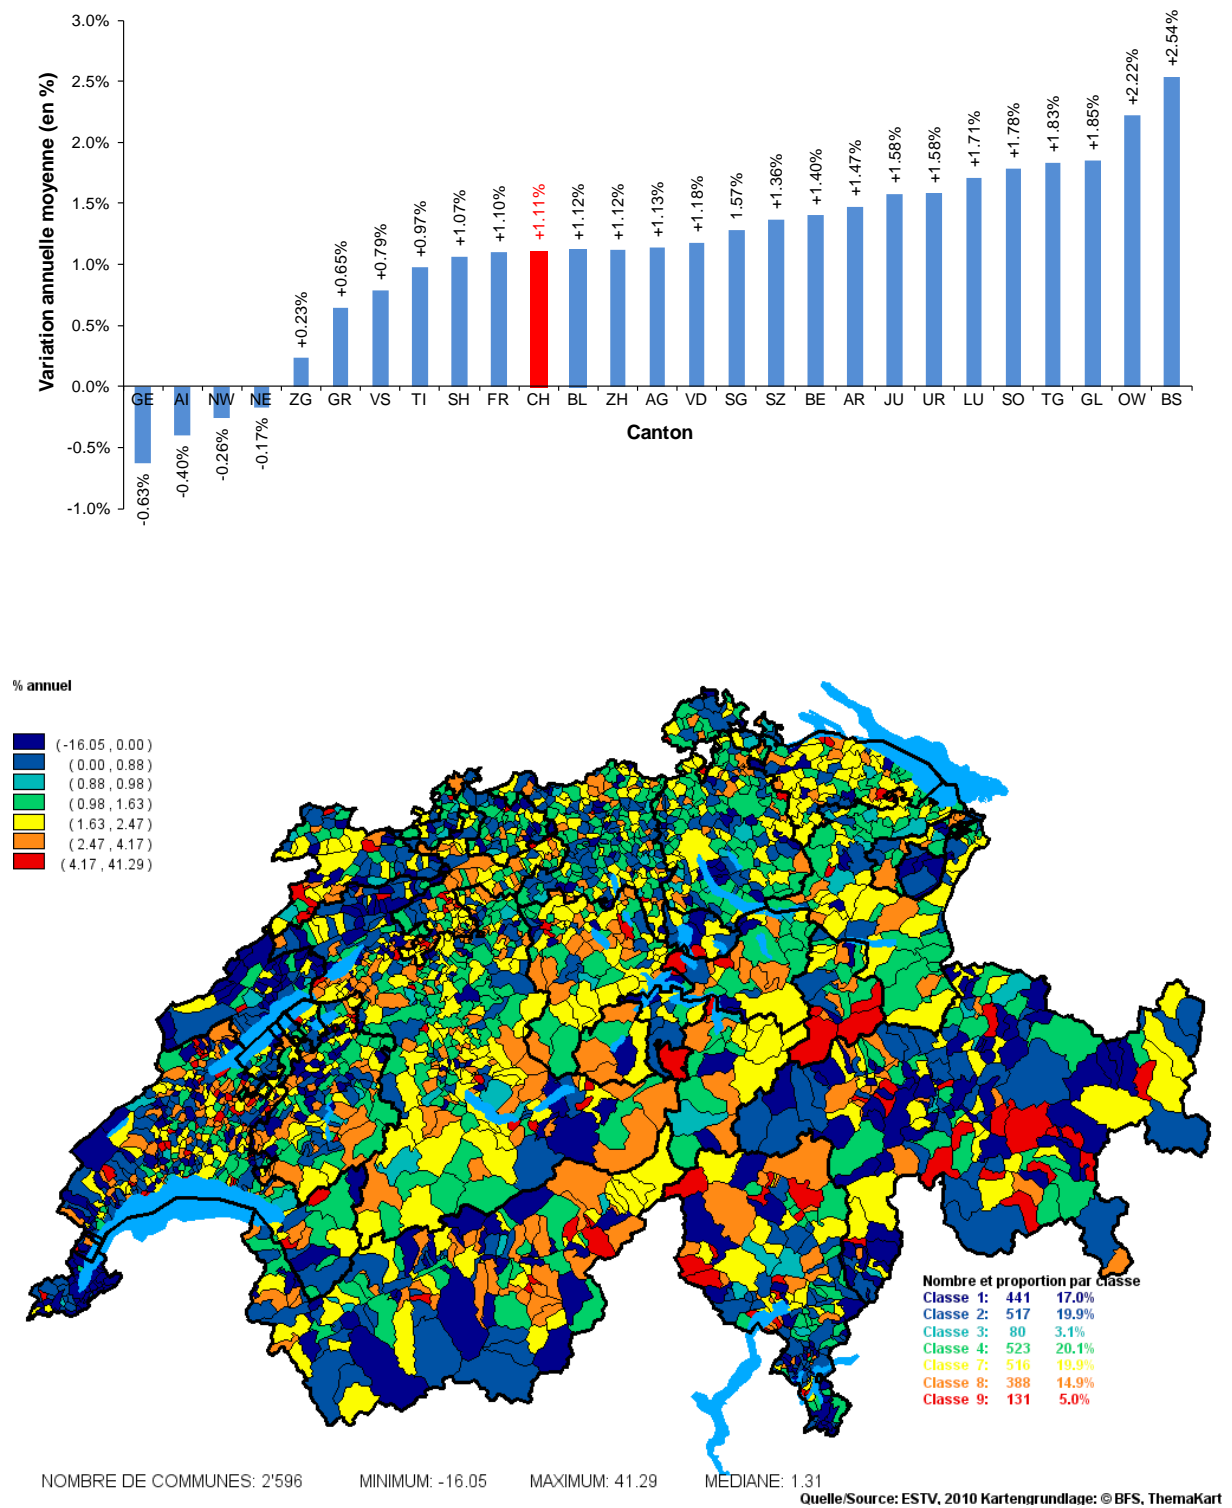 Variation annuelle moyenne (en %)
3.0%
2.5%
2.0%
1.5%
1.0%
0.5%
0.0%
-0.5%
-1.0%
-0.63%
-0.40%
-0.26%
-0.17%
+0.23%
+0.65%
+0.79%
+0.97%
+1.07%
+1.10%
+1.11%
+1.12%
+1.12%
+1.13%
+1.18%
1.57%
+1.36%
+1.40%
+1.47%
+1.58%
+1.58%
+1.71%
+1.78%
+1.83%
+1.85%
+2.22%
+2.54%
GE AI NW NE ZG GR VS TI SH FR CH BL ZH AG VD SG SZ BE AR JU UR LU SO TG GL OW BS
Canton
% annuel
( -16.05 , 0.00 )
( 0.00 , 0.88 )
( 0.88 , 0.98 )
( 0.98 , 1.63 )
( 1.63 , 2.47 )
( 2.47 , 4.17 )
( 4.17 , 41.29 )
Nombre et proportion par classe
Classe 1: 441 17.0%
Classe 2: 517 19.9%
Classe 3: 80 3.1%
Classe 4: 523 20.1%
Classe 7: 516 19.9%
Classe 8: 388 14.9%
Classe 9: 131 5.0%
NOMBRE DE COMMUNES: 2'596 MINIMUM: -16.05 MAXIMUM: 41.29 MEDIANE: 1.31
Quelle/Source: ESTV, 2010 Kartengrundlage: © BFS, ThemaKart